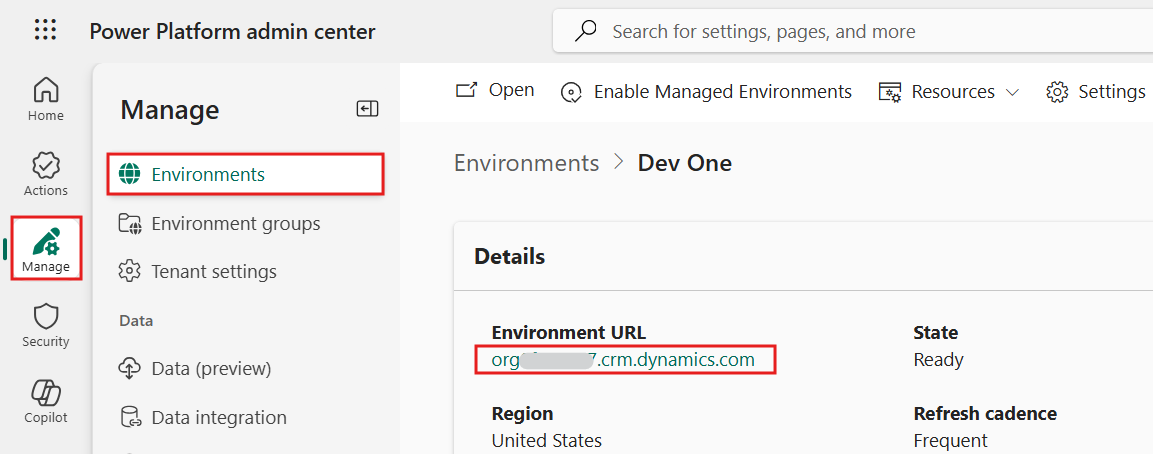 Power Platform admin center
Search for settings, pages, and more
Home
Actions
Manage
Security
Copilot
Manage
Environments
Environment groups
Tenant settings
Data
Data (preview)
Data integration
Open
Enable Managed Environments
Resources
Settings
Environments > Dev One
Details
Environment URL
org 7.crm.dynamics.com
State
Ready
Region
United States
Refresh cadence
Frequent